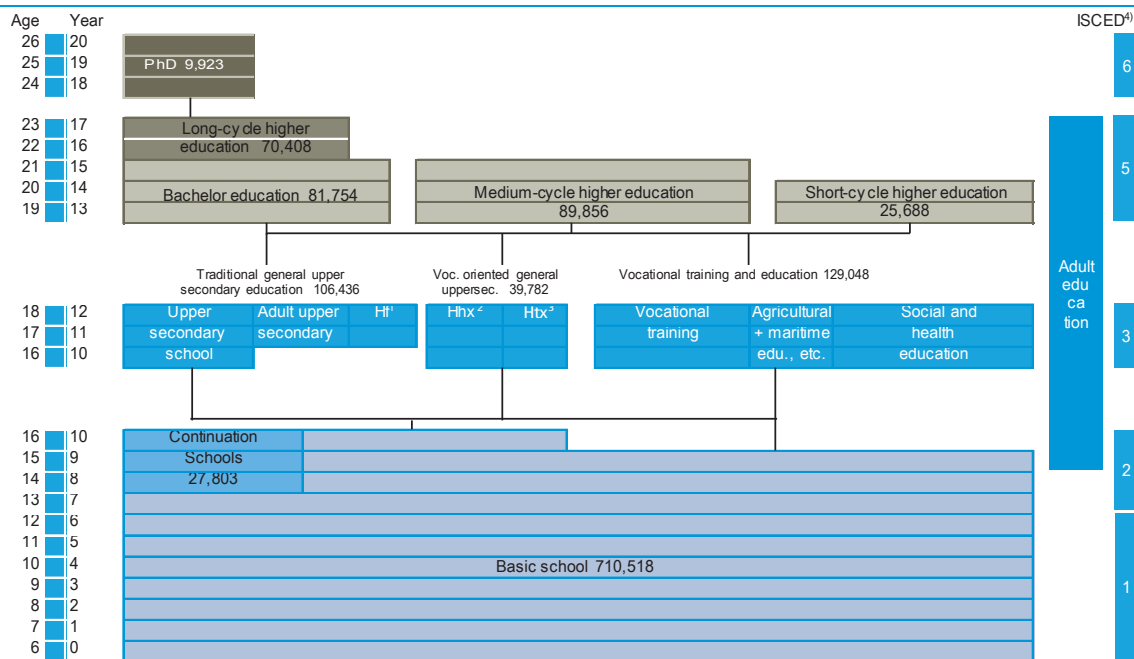 Age Year ISCED4)
26 20
25 19 PhD 9,923 6
24 18
23 17 Long-cycle higher
22 16 education 70,408
21 15 5
20 14 Bachelor education 81,754 Medium-cycle higher education Short-cycle higher education
19 13 89,856 25,688
Traditional general upper Voc. oriented general Vocational training and education 129,048
secondary education 106,436 uppersec. 39,782
Adult
edu
ca
tion
18 12 Upper Adult upper Hf1 Hhx2 Htx3 Vocational Agricultural Social and
17 11 secondary secondary training + maritime health 3
16 10 school edu., etc. education
16 10 Continuation
15 9 Schools
14 8 27,803 2
13 7
12 6
11 5
10 4 Basic school 710,518
9 3 1
8 2
7 1
6 0